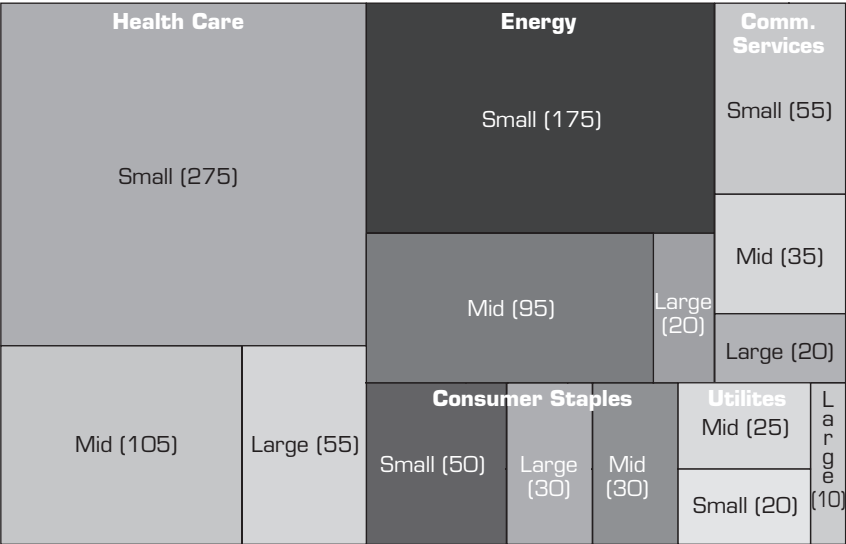 Health Care
Small (275)
Mid (105)
Large (55)
Energy
Small (175)
Mid (95)
Large
(20)
Comm.
Services
Small (55)
Mid (35)
Large (20)
Consumer Staples
Small (50)
Large
(30)
Mid
(30)
Utilites
Mid (25)
Small (20)
L
a
r
g
e
(10)